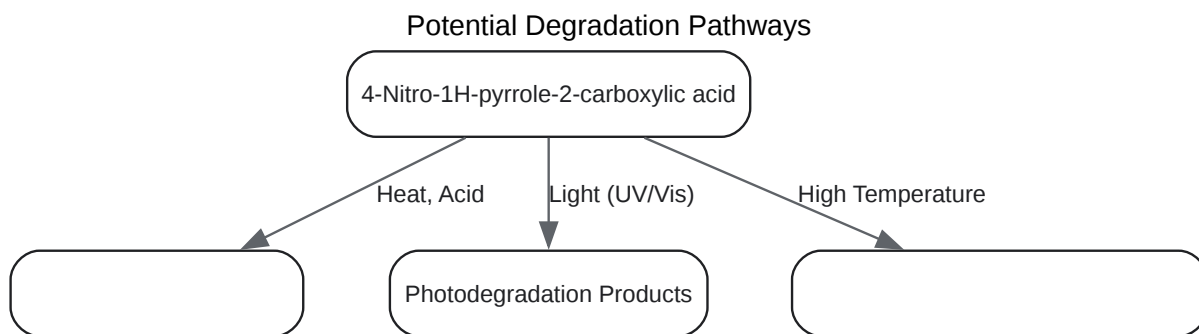 Potential Degradation Pathways
4-Nitro-1H-pyrrole-2-carboxylic acid
Heat, Acid
Light (UV/Vis)
High Temperature
Photodegradation Products